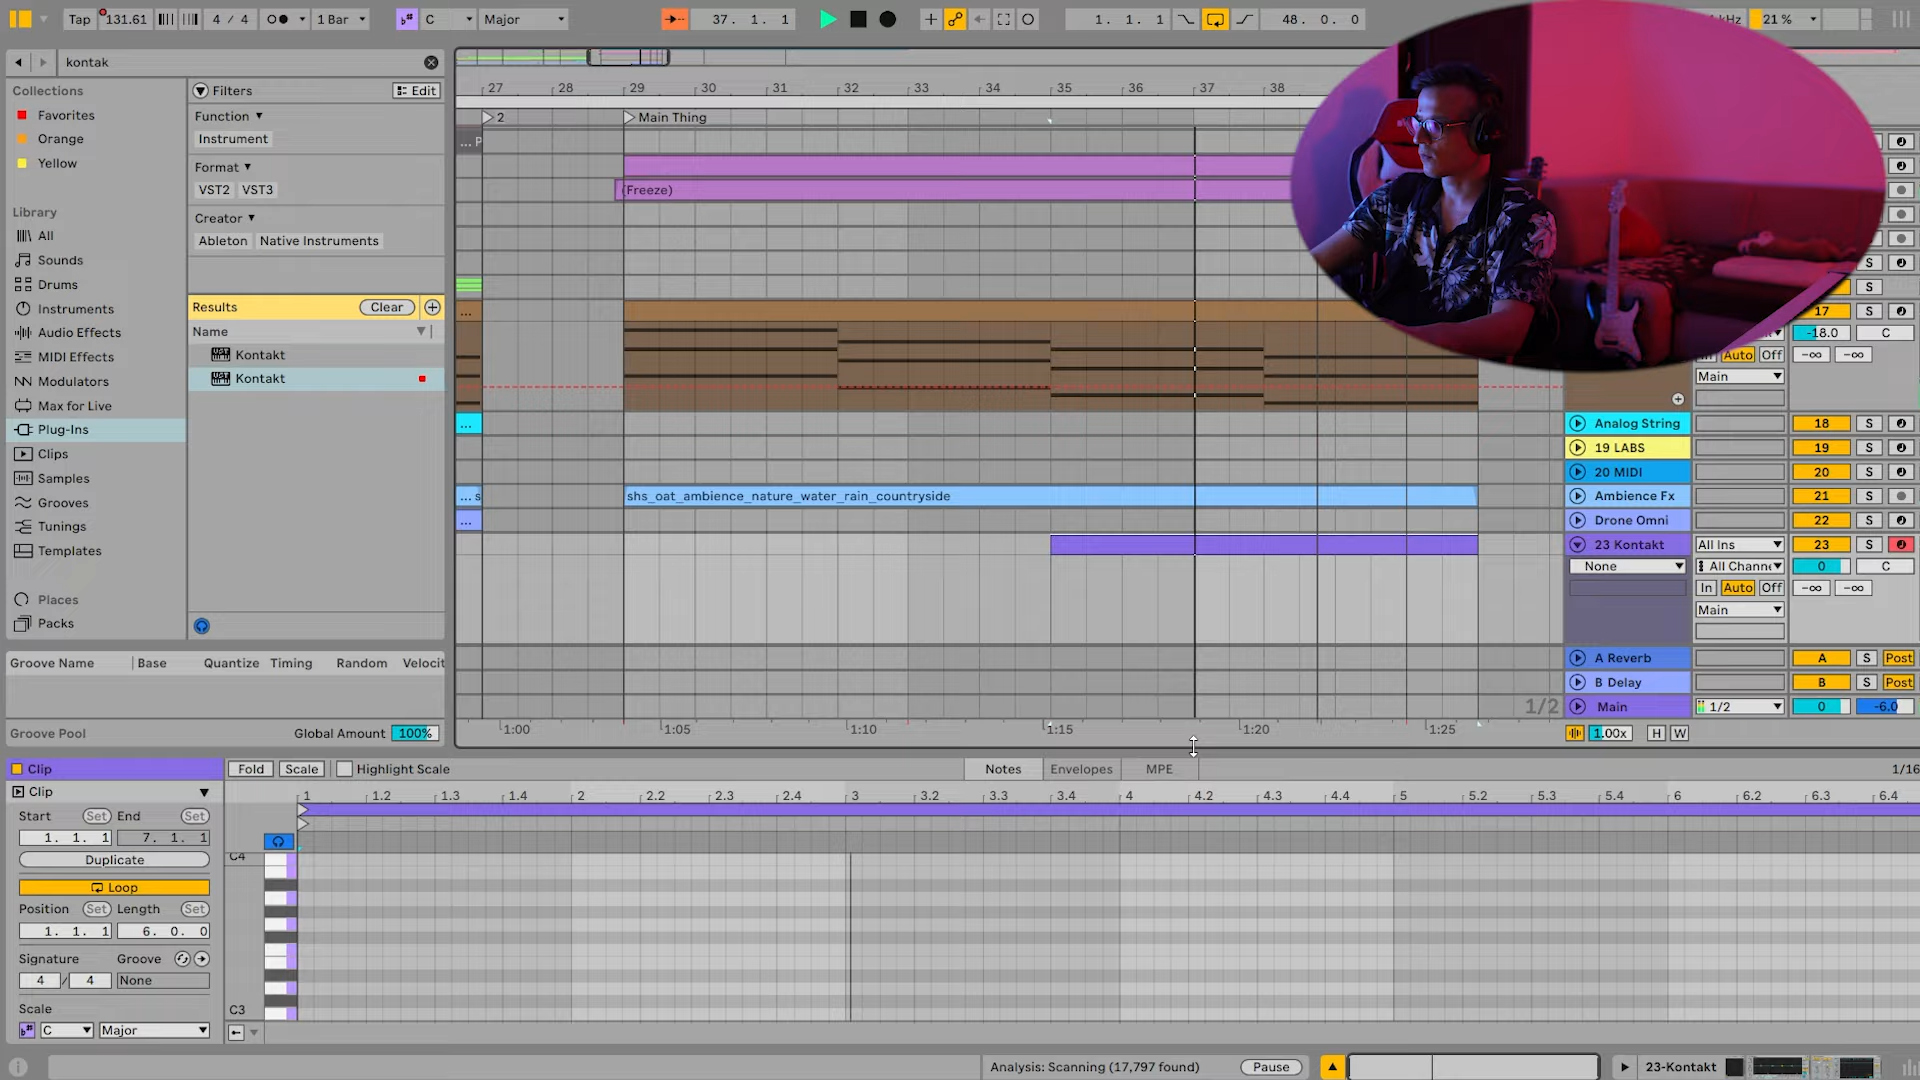 Tap 131.61 4 / 4 1 Bar C Major 37. 1. 1 1. 1. 1 48. 0. 0 kHz 21 %
kontak
Collections
Favorites
Orange
Yellow
Library
All
Sounds
Drums
Instruments
Audio Effects
MIDI Effects
Modulators
Max for Live
Plug-Ins
Clips
Samples
Grooves
Tunings
Templates
Places
Packs
Filters Edit
Function
Instrument
Format
VST2 VST3
Creator
Ableton Native Instruments
Results Clear
Name
Kontakt
Kontakt
Groove Name Base Quantize Timing Random Velocit
Groove Pool Global Amount 100%
27 28 29 30 31 32 33 34 35 36 37 38
2 Main Thing
... P
(Freeze)
...
...
... s shs_oat_ambience_nature_water_rain_countryside
...
1/2
1:00 1:05 1:10 1:15 1:20 1:25
S
17
-18.0 C
Auto Off -∞ -∞
Main
Analog String 18 S
19 LABS 19 S
20 MIDI 20 S
Ambience Fx 21 S
Drone Omni 22 S
23 Kontakt All Ins 23 S
None All Channe 0 C
In Auto Off -∞ -∞
Main
A Reverb A S Post
B Delay B S Post
Main 1/2 0 -6.0
1.00x H W
Clip
Clip
Start Set End Set
1. 1. 1 7. 1. 1
Duplicate
Loop
Position Set Length Set
1. 1. 1 6. 0. 0
Signature Groove
4 / 4 None
Scale
C Major
Fold Scale Highlight Scale Notes Envelopes MPE 1/16
1 1.2 1.3 1.4 2 2.2 2.3 2.4 3 3.2 3.3 3.4 4 4.2 4.3 4.4 5 5.2 5.3 5.4 6 6.2 6.3 6.4
C4
C3
Analysis: Scanning (17,797 found) Pause 23-Kontakt